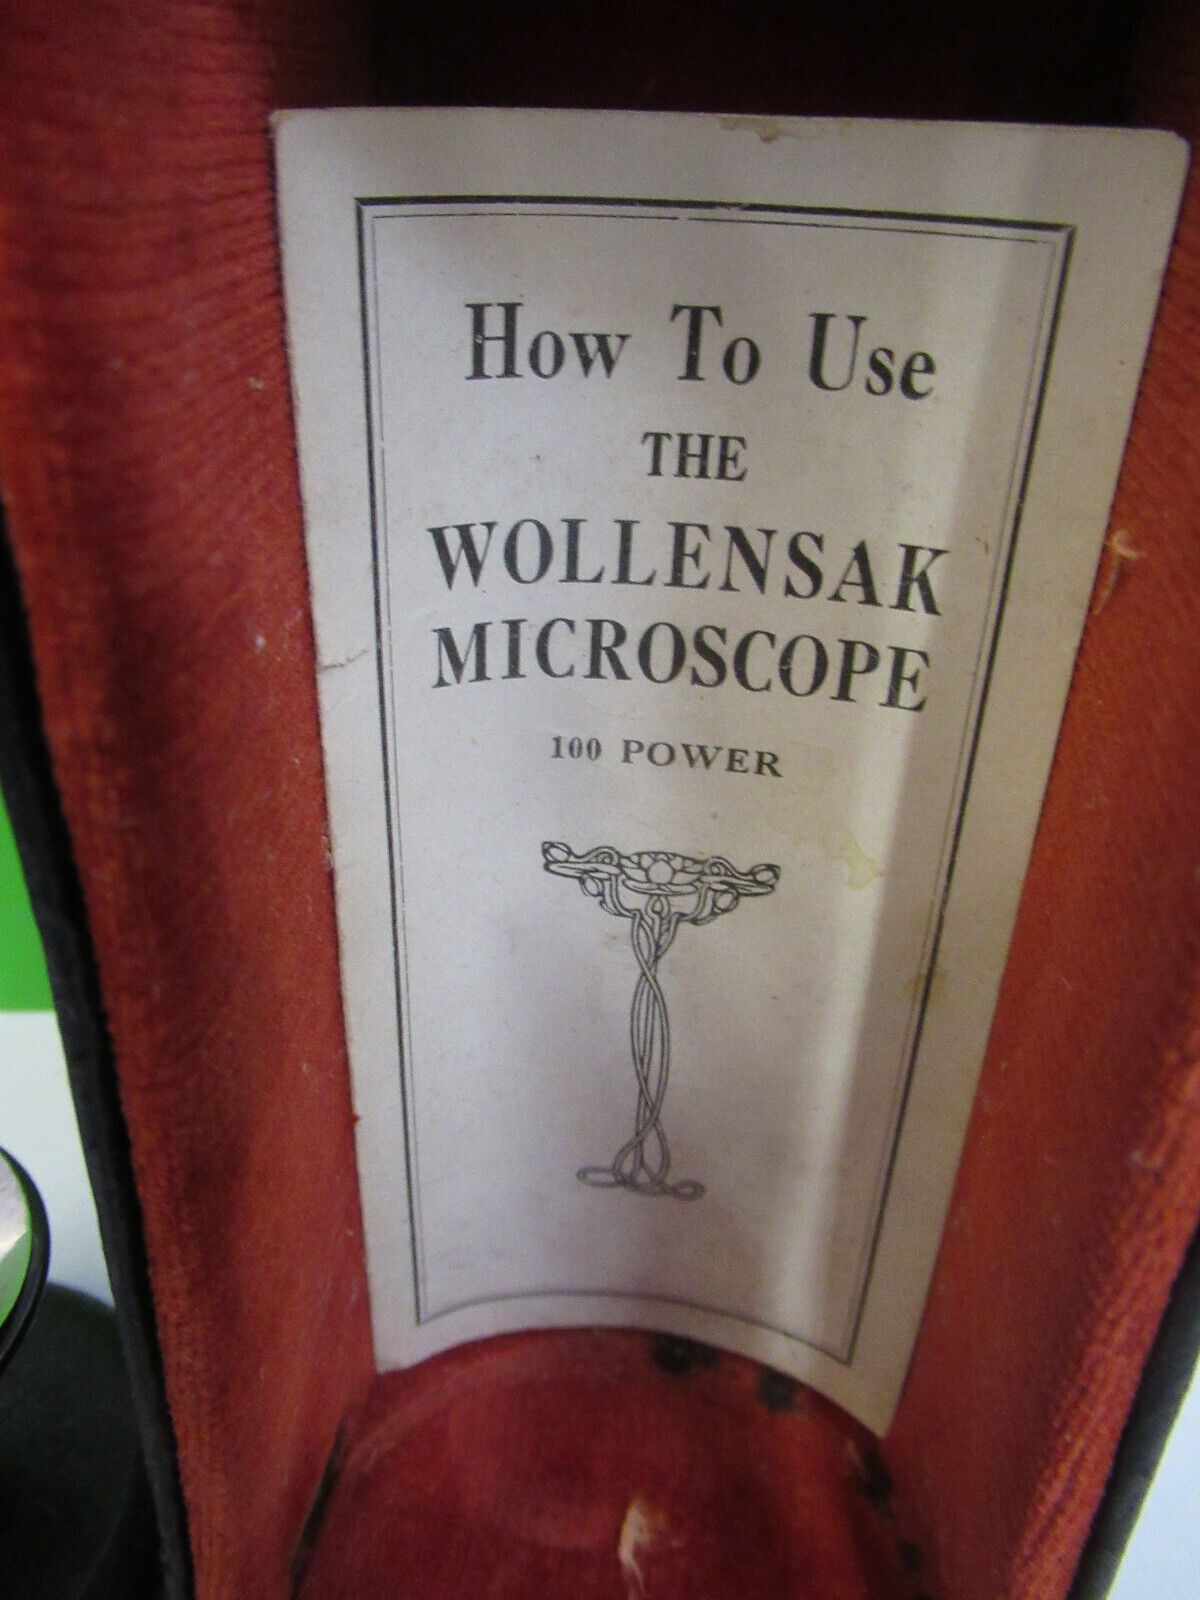 How To Use
THE
WOLLENSAK
MICROSCOPE
100 POWER